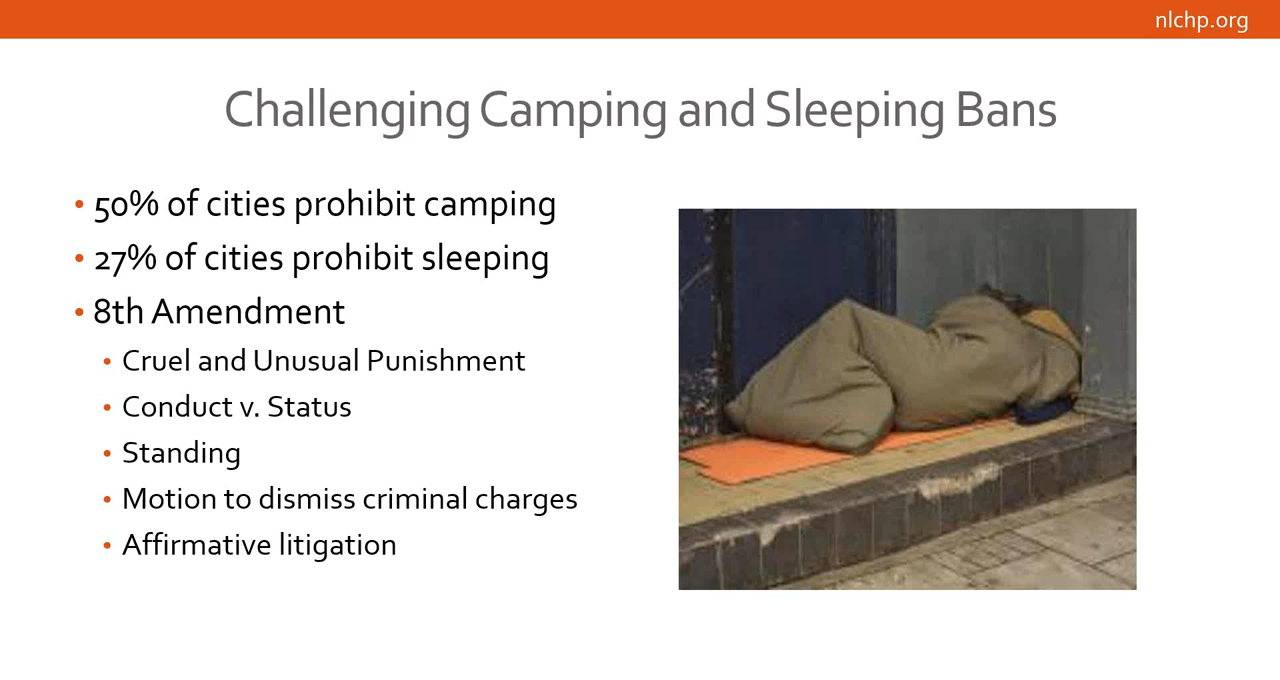 nlchp.org
Challenging Camping and Sleeping Bans
• 50% of cities prohibit camping
• 27% of cities prohibit sleeping
• 8th Amendment
• Cruel and Unusual Punishment
• Conduct v. Status
• Standing
• Motion to dismiss criminal charges
• Affirmative litigation